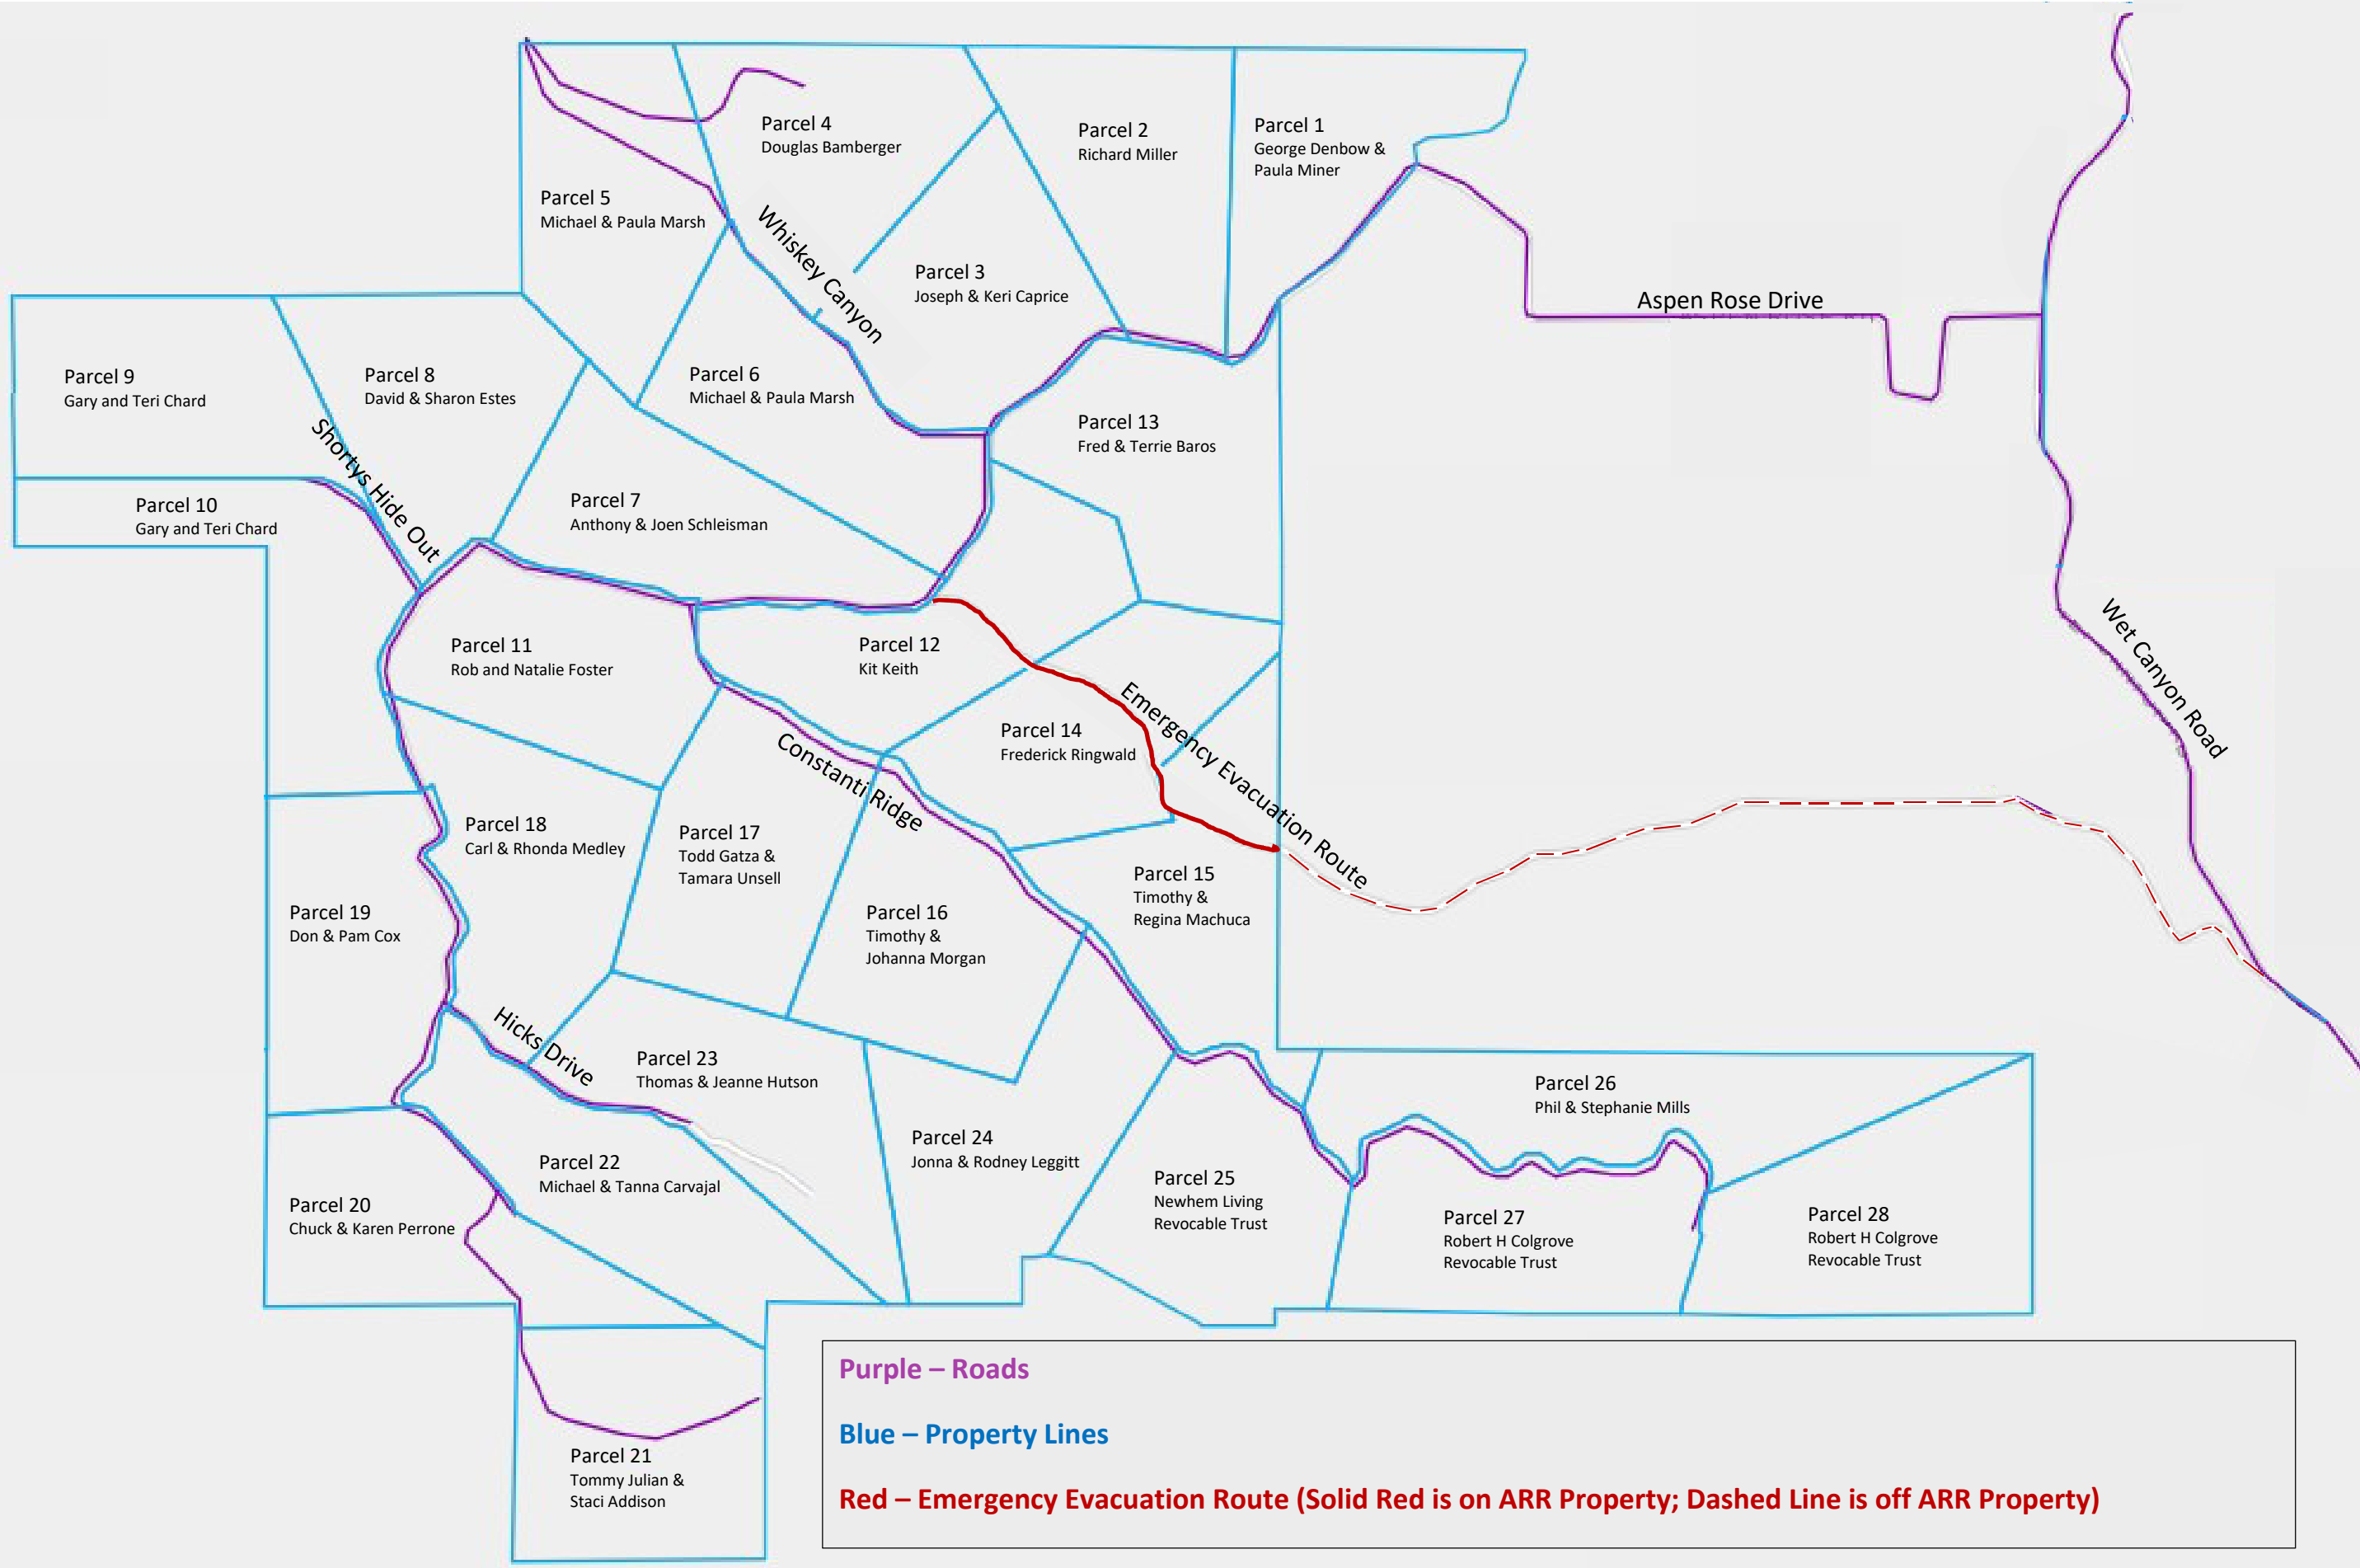 Parcel 4
Douglas Bamberger
Parcel 2
Richard Miller
Parcel 1
George Denbow &
Paula Miner
Parcel 5
Michael & Paula Marsh
Whiskey Canyon
Parcel 3
Joseph & Keri Caprice
Aspen Rose Drive
Parcel 9
Gary and Teri Chard
Parcel 8
David & Sharon Estes
Parcel 6
Michael & Paula Marsh
Parcel 13
Fred & Terrie Baros
Shortys Hide Out
Parcel 10
Gary and Teri Chard
Parcel 7
Anthony & Joen Schleisman
Parcel 11
Rob and Natalie Foster
Parcel 12
Kit Keith
Wet Canyon Road
Emergency Evacuation Route
Parcel 14
Frederick Ringwald
Constanti Ridge
Parcel 18
Carl & Rhonda Medley
Parcel 17
Todd Gatza &
Tamara Unsell
Parcel 15
Timothy &
Regina Machuca
Parcel 19
Don & Pam Cox
Parcel 16
Timothy &
Johanna Morgan
Hicks Drive
Parcel 23
Thomas & Jeanne Hutson
Parcel 26
Phil & Stephanie Mills
Parcel 24
Jonna & Rodney Leggitt
Parcel 22
Michael & Tanna Carvajal
Parcel 25
Newhem Living
Revocable Trust
Parcel 20
Chuck & Karen Perrone
Parcel 27
Robert H Colgrove
Revocable Trust
Parcel 28
Robert H Colgrove
Revocable Trust
Parcel 21
Tommy Julian &
Staci Addison
Purple – Roads
Blue – Property Lines
Red – Emergency Evacuation Route (Solid Red is on ARR Property; Dashed Line is off ARR Property)